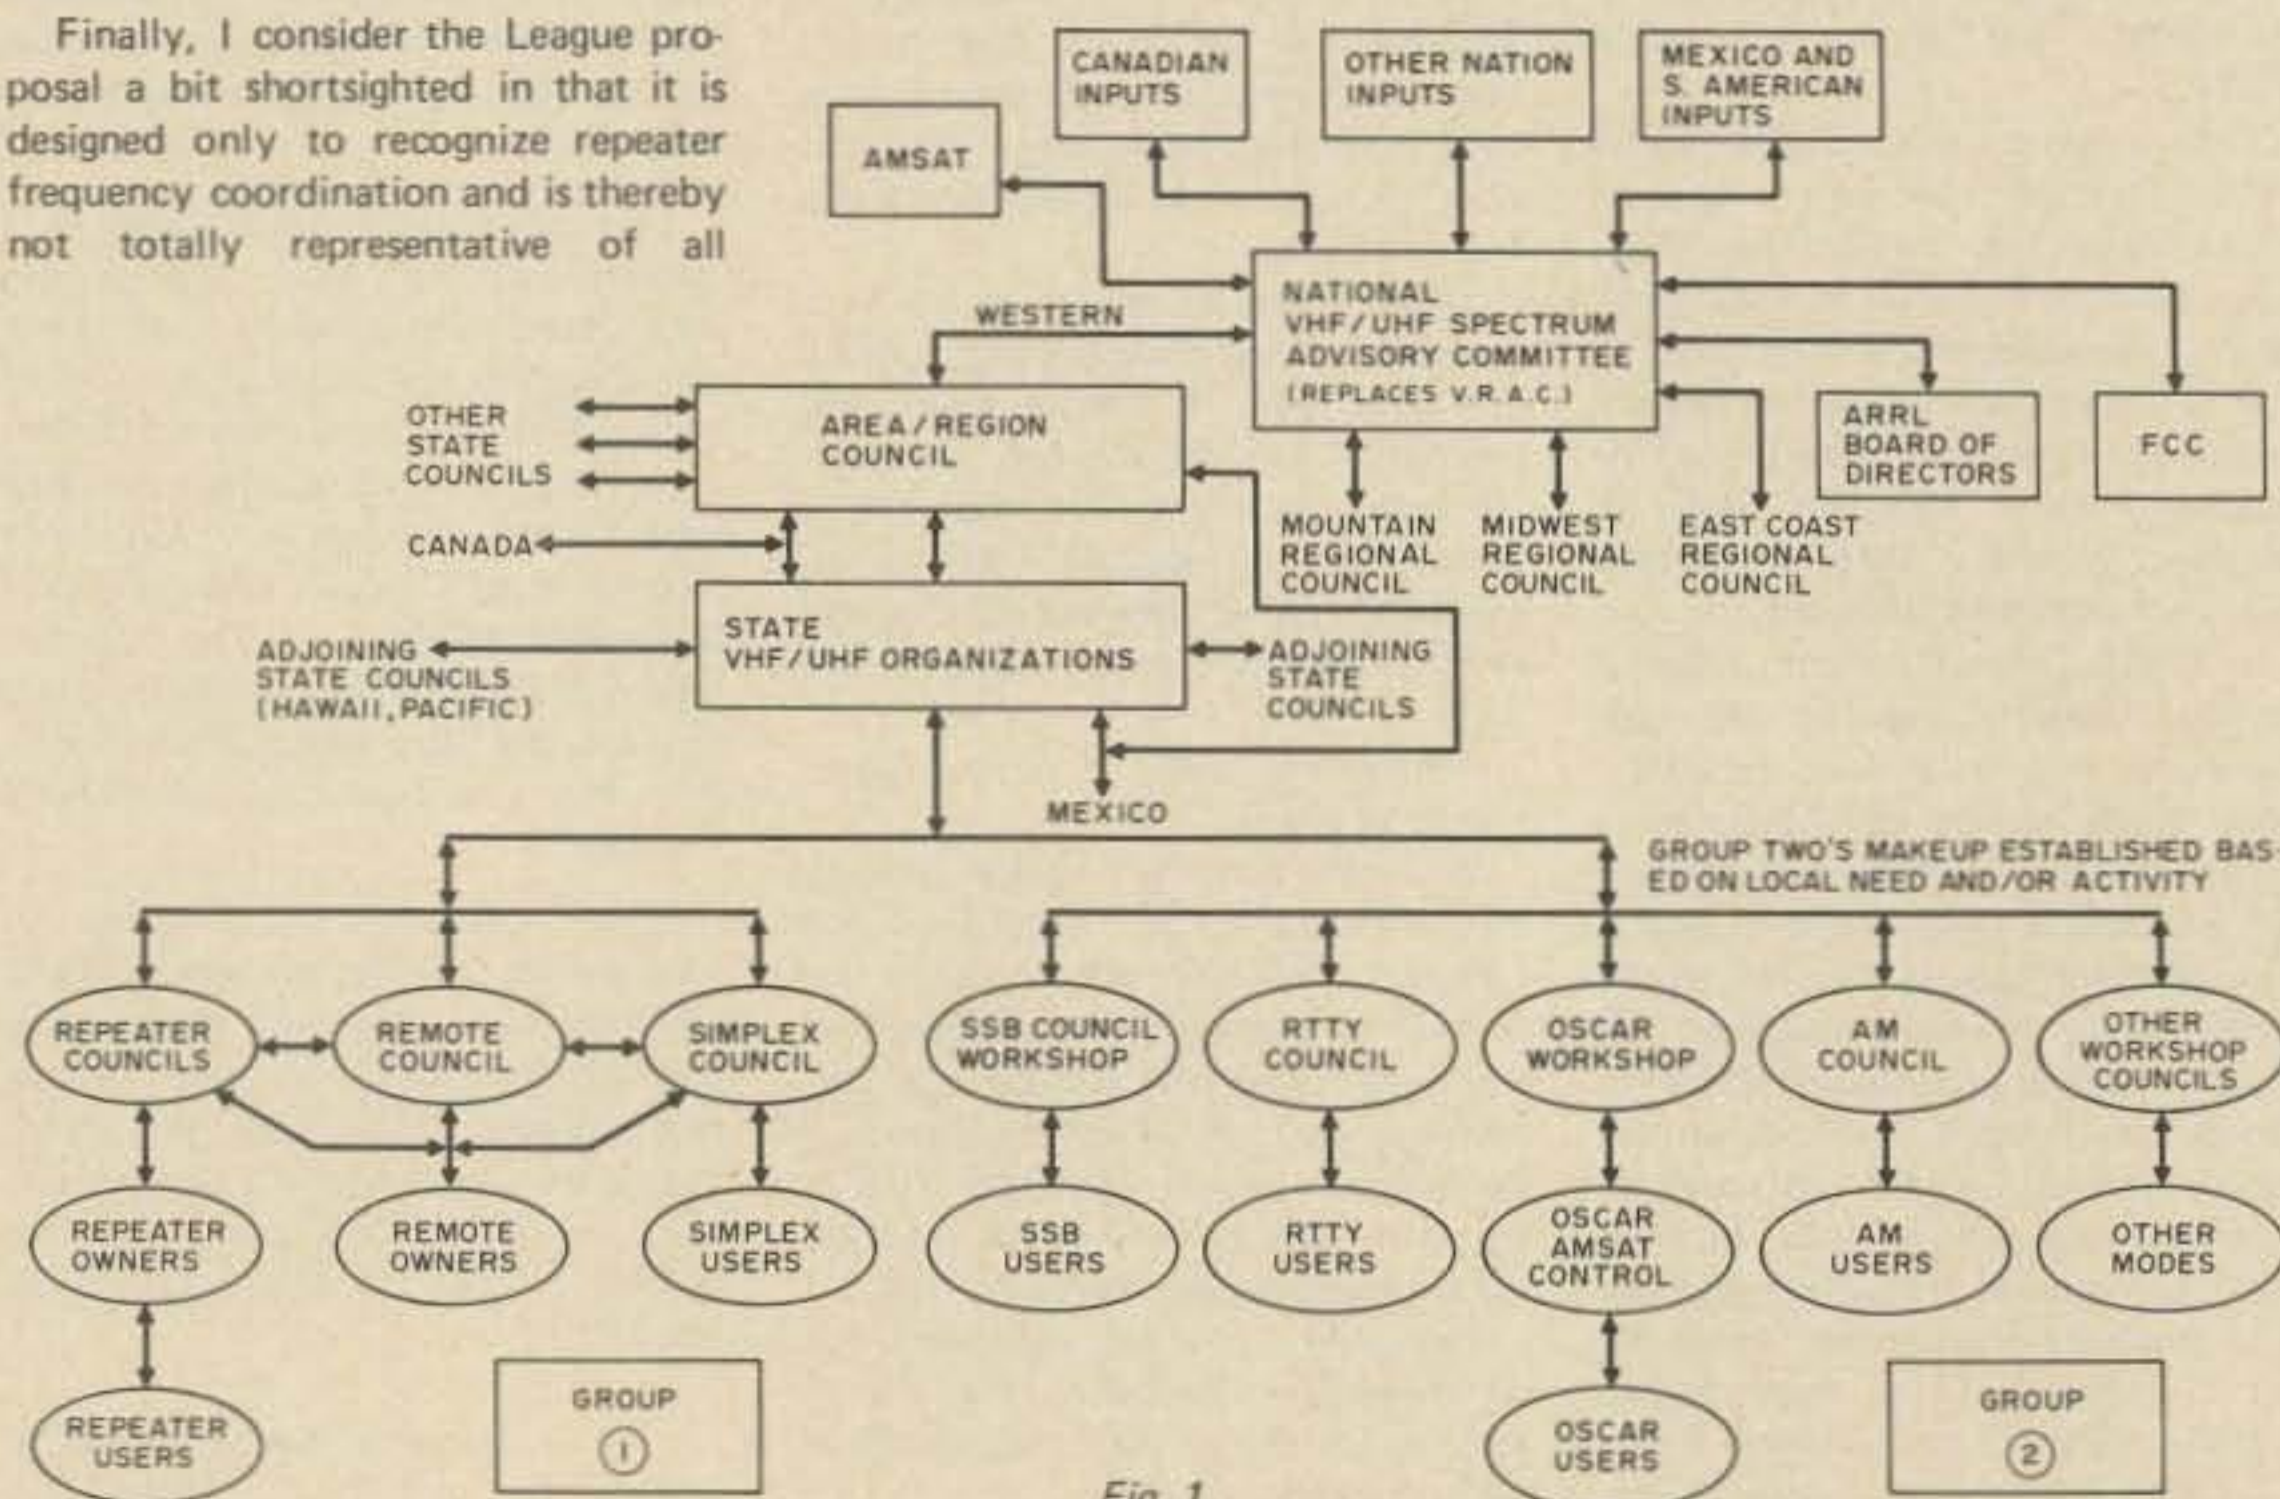 Finally, I consider the League pro-
posal a bit shortsighted in that it is
designed only to recognize repeater
frequency coordination and is thereby
not totally representative of all
CANADIAN
INPUTS
OTHER NATION
INPUTS
MEXICO AND
S. AMERICAN
INPUTS
AMSAT
NATIONAL
VHF/UHF SPECTRUM
ADVISORY COMMITTEE
(REPLACES V.R.A.C.)
WESTERN
OTHER
STATE
COUNCILS
AREA/REGION
COUNCIL
ARRL
BOARD OF
DIRECTORS
FCC
CANADA
MOUNTAIN
REGIONAL
COUNCIL
MIDWEST
REGIONAL
COUNCIL
EAST COAST
REGIONAL
COUNCIL
STATE
VHF/UHF ORGANIZATIONS
ADJOINING
STATE COUNCILS
(HAWAII, PACIFIC)
ADJOINING
STATE
COUNCILS
MEXICO
GROUP TWO'S MAKEUP ESTABLISHED BAS-
ED ON LOCAL NEED AND/OR ACTIVITY
REPEATER
COUNCILS
REMOTE
COUNCIL
SIMPLEX
COUNCIL
SSB COUNCIL
WORKSHOP
RTTY
COUNCIL
OSCAR
WORKSHOP
AM
COUNCIL
OTHER
WORKSHOP
COUNCILS
REPEATER
OWNERS
REMOTE
OWNERS
SIMPLEX
USERS
SSB
USERS
RTTY
USERS
OSCAR
AMSAT
CONTROL
AM
USERS
OTHER
MODES
REPEATER
USERS
GROUP
1
OSCAR
USERS
GROUP
2
Fig. 1